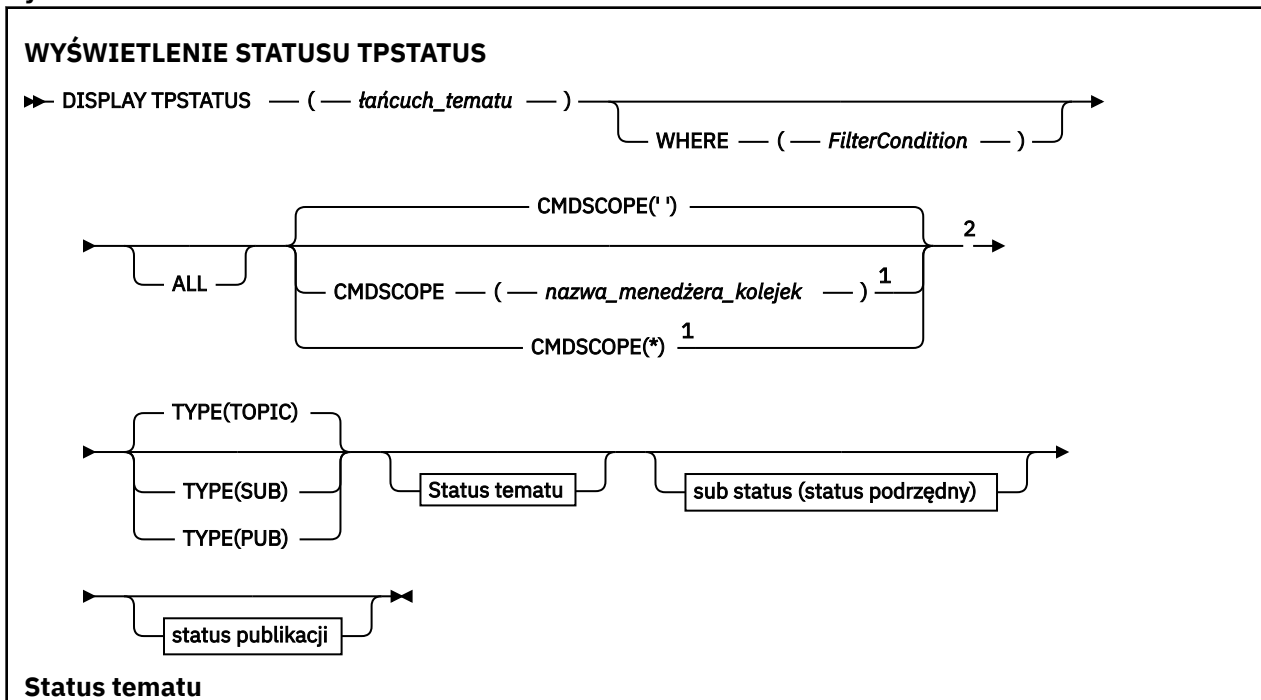 WYŚWIETLENIE STATUSU TPSTATUS
DISPLAY TPSTATUS ( łańcuch_tematu )
WHERE ( FilterCondition )
CMDSCOPE(' ')
2
ALL
CMDSCOPE ( nazwa_menedżera_kolejek ) 1
CMDSCOPE(*) 1
TYPE(TOPIC)
TYPE(SUB)
TYPE(PUB)
Status tematu
sub status (status podrzędny)
status publikacji
Status tematu